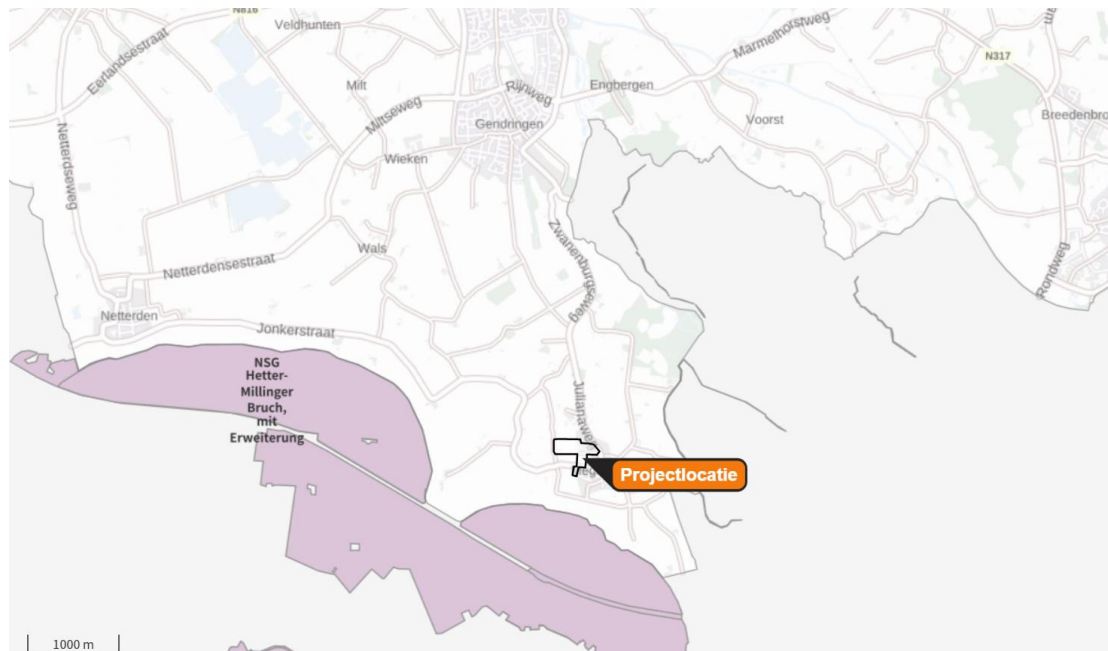 N816
Veldhunten
Eerlandsestraat
Marmelhorstweg
N317
Milt
Rijnweg
Engbergen
Miltseweg
Gendringen
Voorst
Breedenbro
Netterdseweg
Wieken
Zwanenburgseweg
Wals
Netterdensestraat
Rondweg
Netterden
Jonkerstraat
NSG
Hetter-
Millinger
Bruch,
mit
Erweiterung
Julianaweg
Projectlocatie
1000 m